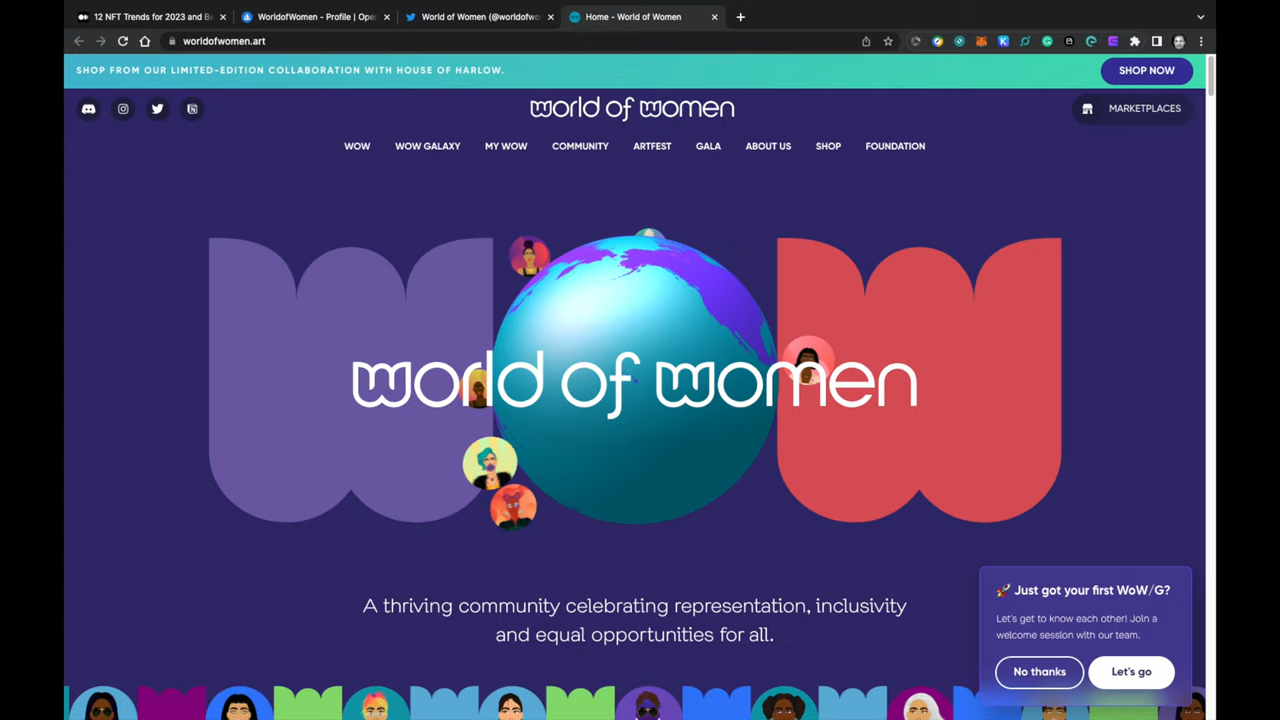 12 NFT Trends for 2023 and Be
WorldofWomen - Profile | Ope
World of Women (@worldofwo
Home - World of Women
worldofwomen.art
SHOP FROM OUR LIMITED-EDITION COLLABORATION WITH HOUSE OF HARLOW.
SHOP NOW
world of women
MARKETPLACES
WOW
WOW GALAXY
MY WOW
COMMUNITY
ARTFEST
GALA
ABOUT US
SHOP
FOUNDATION
WOW
world of women
A thriving community celebrating representation, inclusivity
and equal opportunities for all.
🚀 Just got your first WoW/G?
Let's get to know each other! Join a
welcome session with our team.
No thanks
Let's go